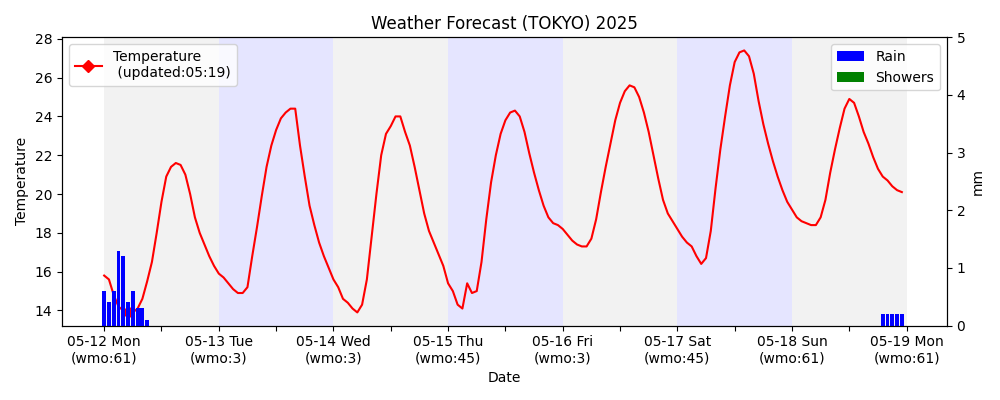 Weather Forecast (TOKYO) 2025
Temperature
(updated:05:19)
Rain
Showers
Temperature
28
26
24
22
20
18
16
14
5
4
3
2
1
0
mm
05-12 Mon
(wmo:61)
05-13 Tue
(wmo:3)
05-14 Wed
(wmo:3)
05-15 Thu
(wmo:45)
05-16 Fri
(wmo:3)
05-17 Sat
(wmo:45)
05-18 Sun
(wmo:61)
05-19 Mon
(wmo:61)
Date